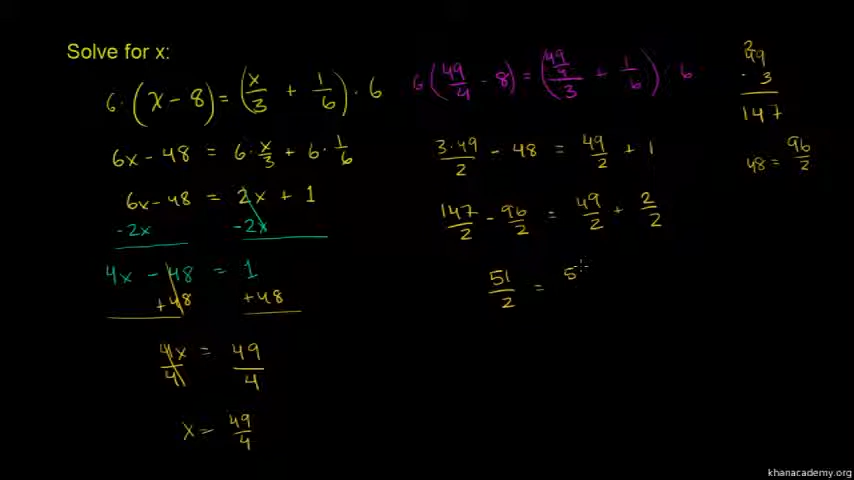 Solve for x:
6·(x − 8) = (x/3 + 1/6)·6
6x − 48 = 6·x/3 + 6·1/6
6x − 48 = 2x + 1
−2x −2x
4x − 48 = 1
+48 +48
4x/4 = 49/4
x = 49/4
6(49/4 − 8) = (49/4/3 + 1/6)·6
3·49/2 − 48 = 49/2 + 1
147/2 − 96/2 = 49/2 + 2/2
51/2 = 5
2
49
· 3
147
48 = 96/2
khanacademy.org